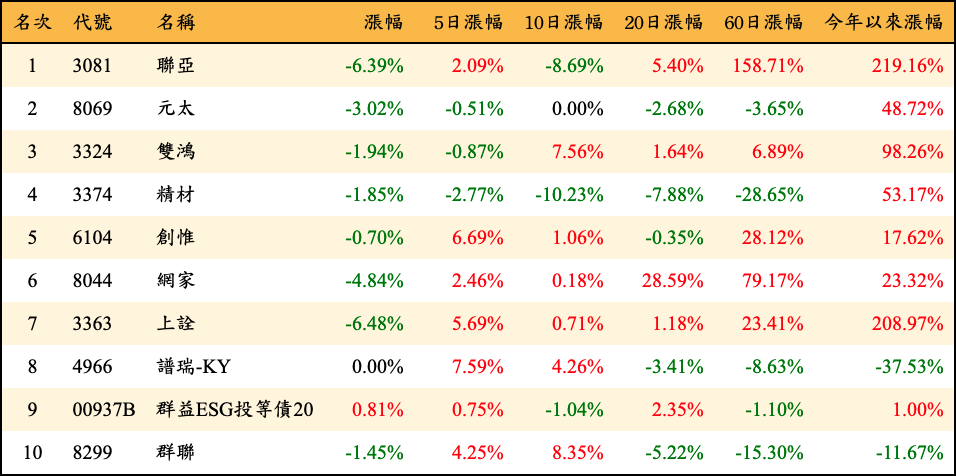 名次 代號 名稱 漲幅 5日漲幅 10日漲幅 20日漲幅 60日漲幅 今年以來漲幅
1 3081 聯亞 -6.39% 2.09% -8.69% 5.40% 158.71% 219.16%
2 8069 元太 -3.02% -0.51% 0.00% -2.68% -3.65% 48.72%
3 3324 雙鴻 -1.94% -0.87% 7.56% 1.64% 6.89% 98.26%
4 3374 精材 -1.85% -2.77% -10.23% -7.88% -28.65% 53.17%
5 6104 創惟 -0.70% 6.69% 1.06% -0.35% 28.12% 17.62%
6 8044 網家 -4.84% 2.46% 0.18% 28.59% 79.17% 23.32%
7 3363 上詮 -6.48% 5.69% 0.71% 1.18% 23.41% 208.97%
8 4966 譜瑞-KY 0.00% 7.59% 4.26% -3.41% -8.63% -37.53%
9 00937B 群益ESG投等債20 0.81% 0.75% -1.04% 2.35% -1.10% 1.00%
10 8299 群聯 -1.45% 4.25% 8.35% -5.22% -15.30% -11.67%